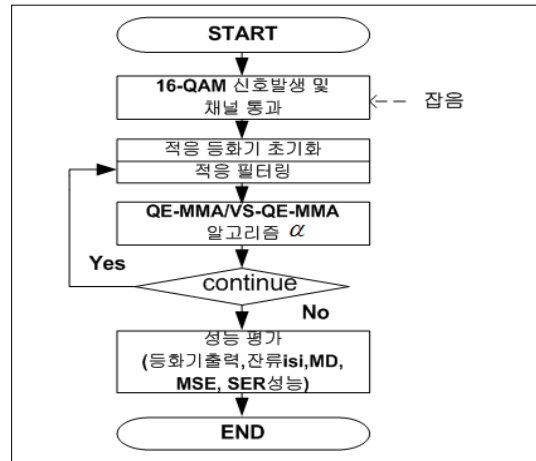 START
16-QAM 신호발생 및
채널 통과
잡음
적응 등화기 초기화
적응 필터링
QE-MMA/VS-QE-MMA
알고리즘 α
Yes
continue
No
성능 평가
(등화기출력,잔류isi,MD,
MSE, SER성능)
END